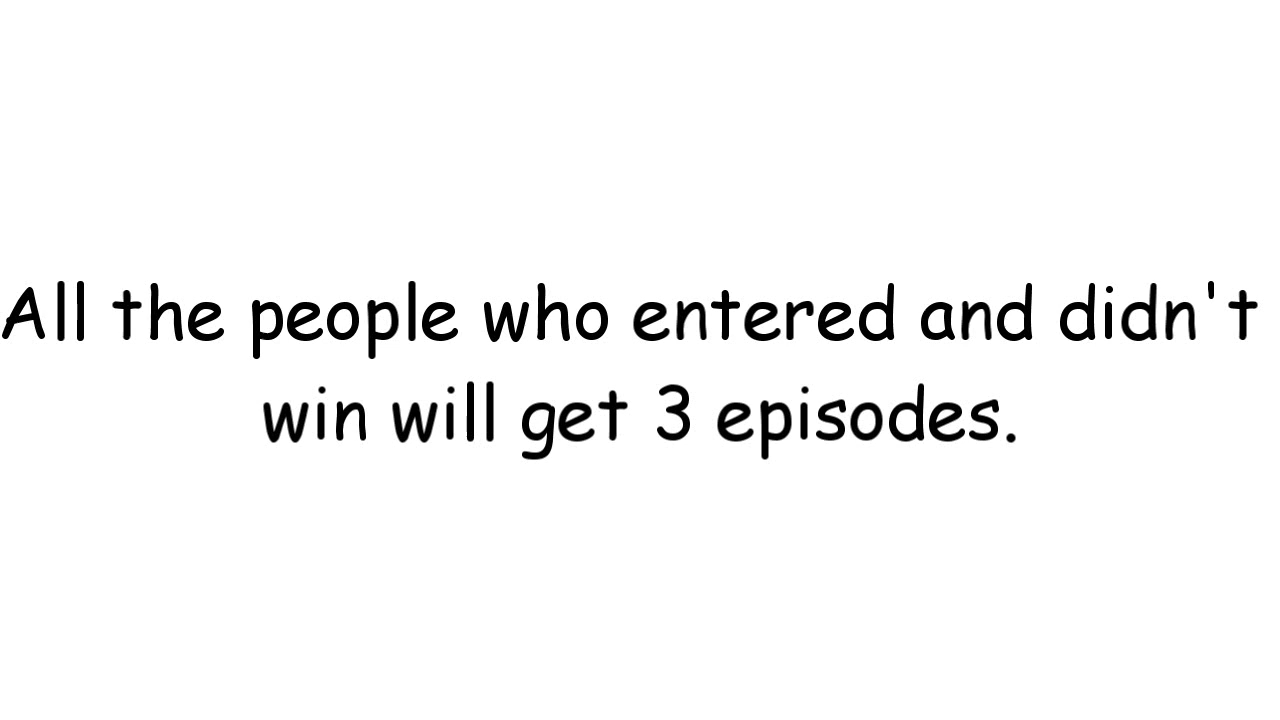 All the people who entered and didn't
win will get 3 episodes.